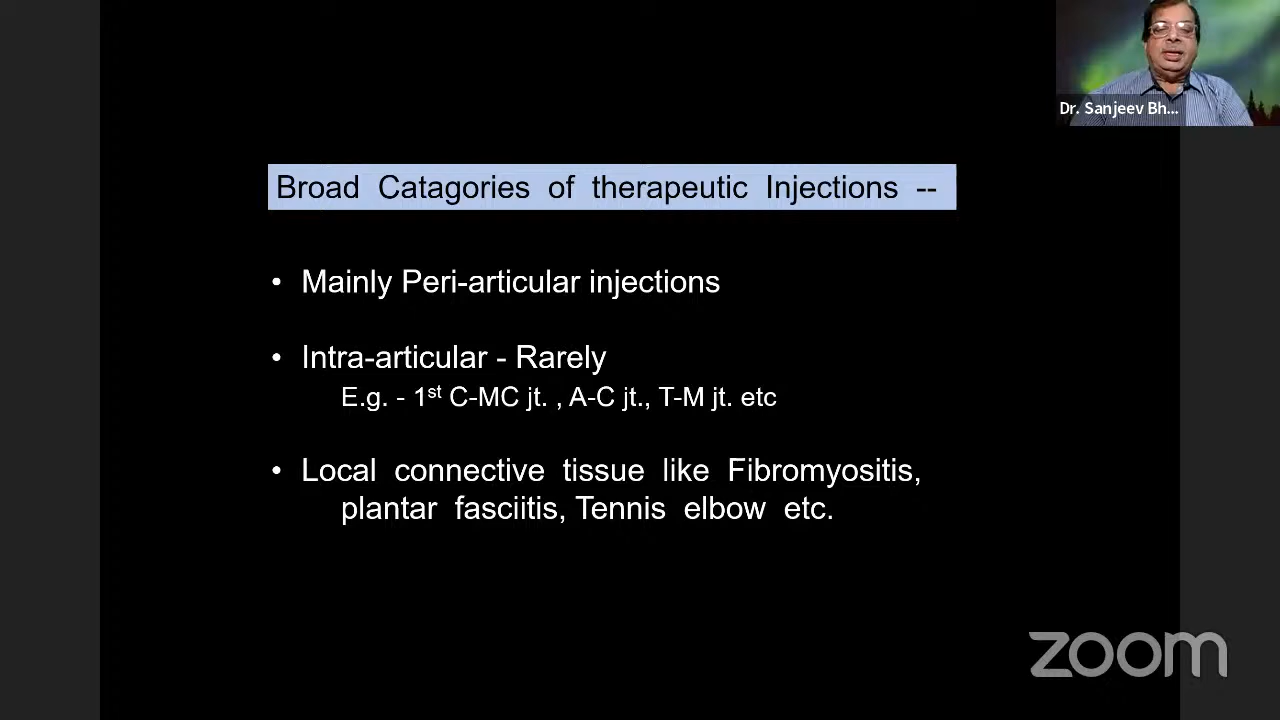 Dr. Sanjeev Bh...
Broad Catagories of therapeutic Injections --
• Mainly Peri-articular injections
• Intra-articular - Rarely
E.g. - 1st C-MC jt. , A-C jt., T-M jt. etc
• Local connective tissue like Fibromyositis,
plantar fasciitis, Tennis elbow etc.
zoom